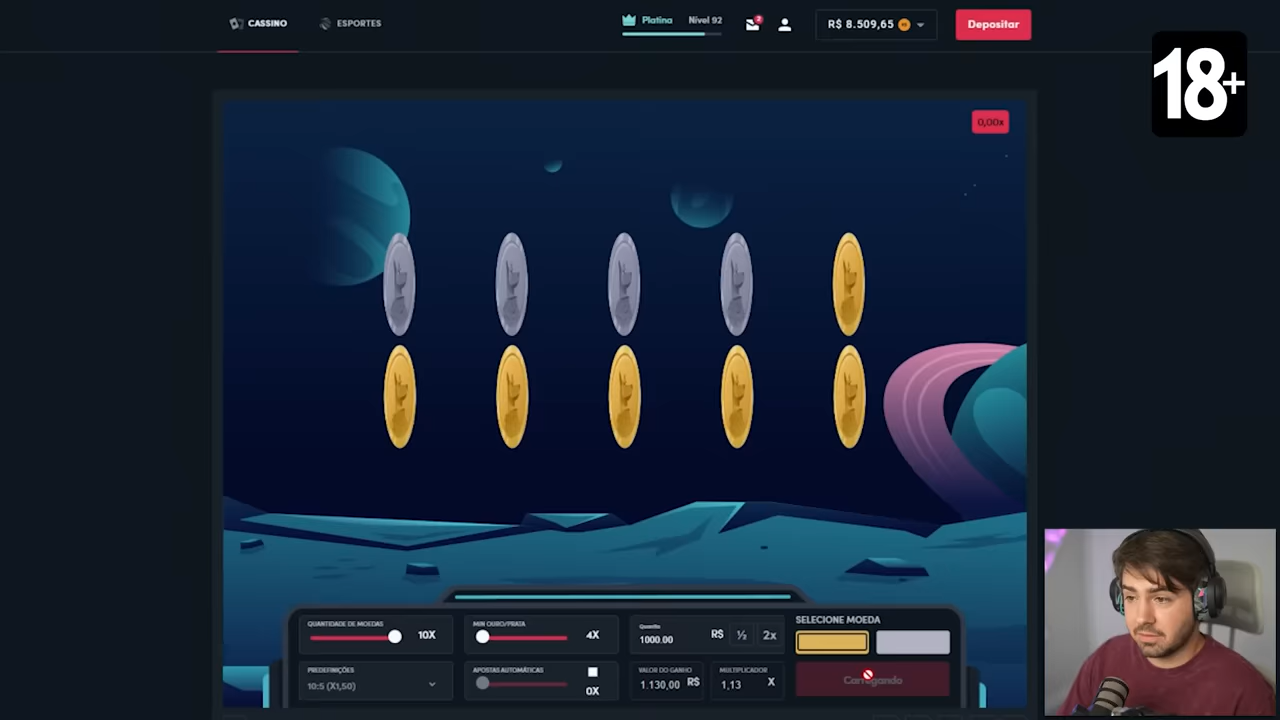 CASSINO
ESPORTES
Platina Nível 92
2
R$ 8.509,65
Depositar
18+
0,00x
QUANTIDADE DE MOEDAS
10X
MIN OURO/PRATA
4X
Quantia
1000.00 R$ ½ 2x
SELECIONE MOEDA
PREDEFINIÇÕES
10:5 (X1,50)
APOSTAS AUTOMÁTICAS
0X
VALOR DO GANHO
1.130,00 R$
MULTIPLICADOR
1,13 X
Carregando